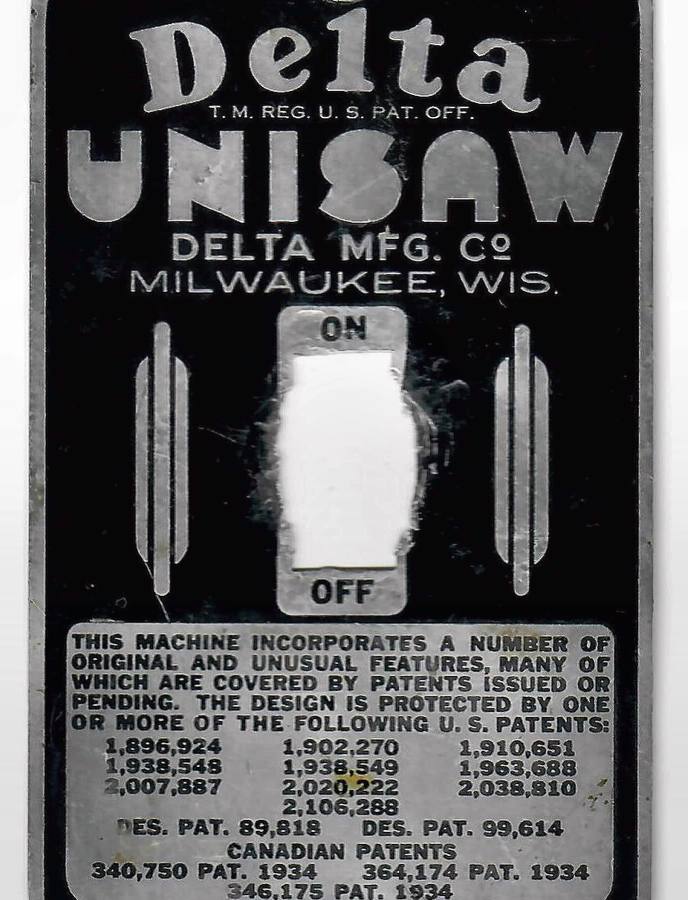 Delta
T. M. REG. U. S. PAT. OFF.
UNISAW
DELTA MFG. Cº
MILWAUKEE, WIS.
ON
OFF
THIS MACHINE INCORPORATES A NUMBER OF
ORIGINAL AND UNUSUAL FEATURES, MANY OF
WHICH ARE COVERED BY PATENTS ISSUED OR
PENDING. THE DESIGN IS PROTECTED BY ONE
OR MORE OF THE FOLLOWING U. S. PATENTS:
1,896,924 1,902,270 1,910,651
1,938,548 1,938,549 1,963,688
2,007,887 2,020,222 2,038,810
2,106,288
DES. PAT. 89,818 DES. PAT. 99,614
CANADIAN PATENTS
340,750 PAT. 1934 364,174 PAT. 1934
346,175 PAT. 1934